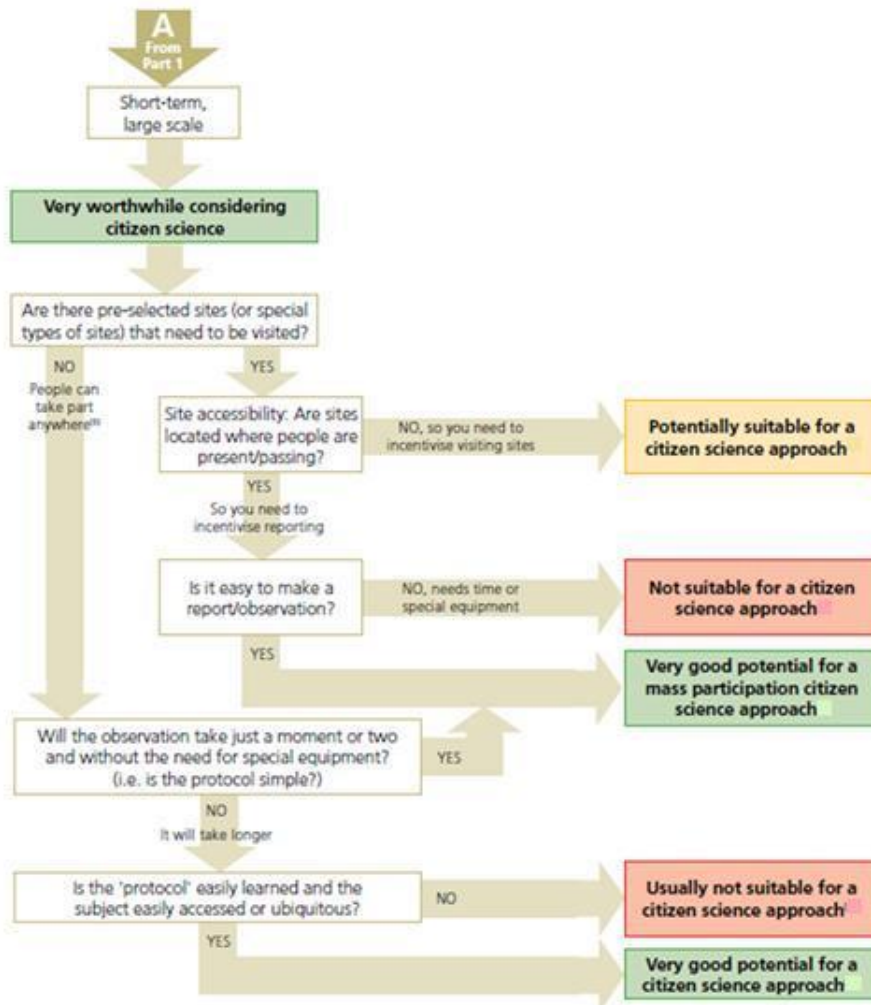 A
From
Part 1
Short-term,
large scale
Very worthwhile considering
citizen science
Are there pre-selected sites (or special
types of sites) that need to be visited?
NO
People can
take part
anywhere
YES
Site accessibility: Are sites
located where people are
present/passing?
NO, so you need to
incentivise visiting sites
Potentially suitable for a
citizen science approach
YES
So you need to
incentivise reporting
Is it easy to make a
report/observation?
NO, needs time or
special equipment
Not suitable for a citizen
science approach
YES
Very good potential for a
mass participation citizen
science approach
Will the observation take just a moment or two
and without the need for special equipment?
(i.e. is the protocol simple?)
YES
NO
It will take longer
Is the 'protocol' easily learned and the
subject easily accessed or ubiquitous?
NO
Usually not suitable for a
citizen science approach
YES
Very good potential for a
citizen science approach